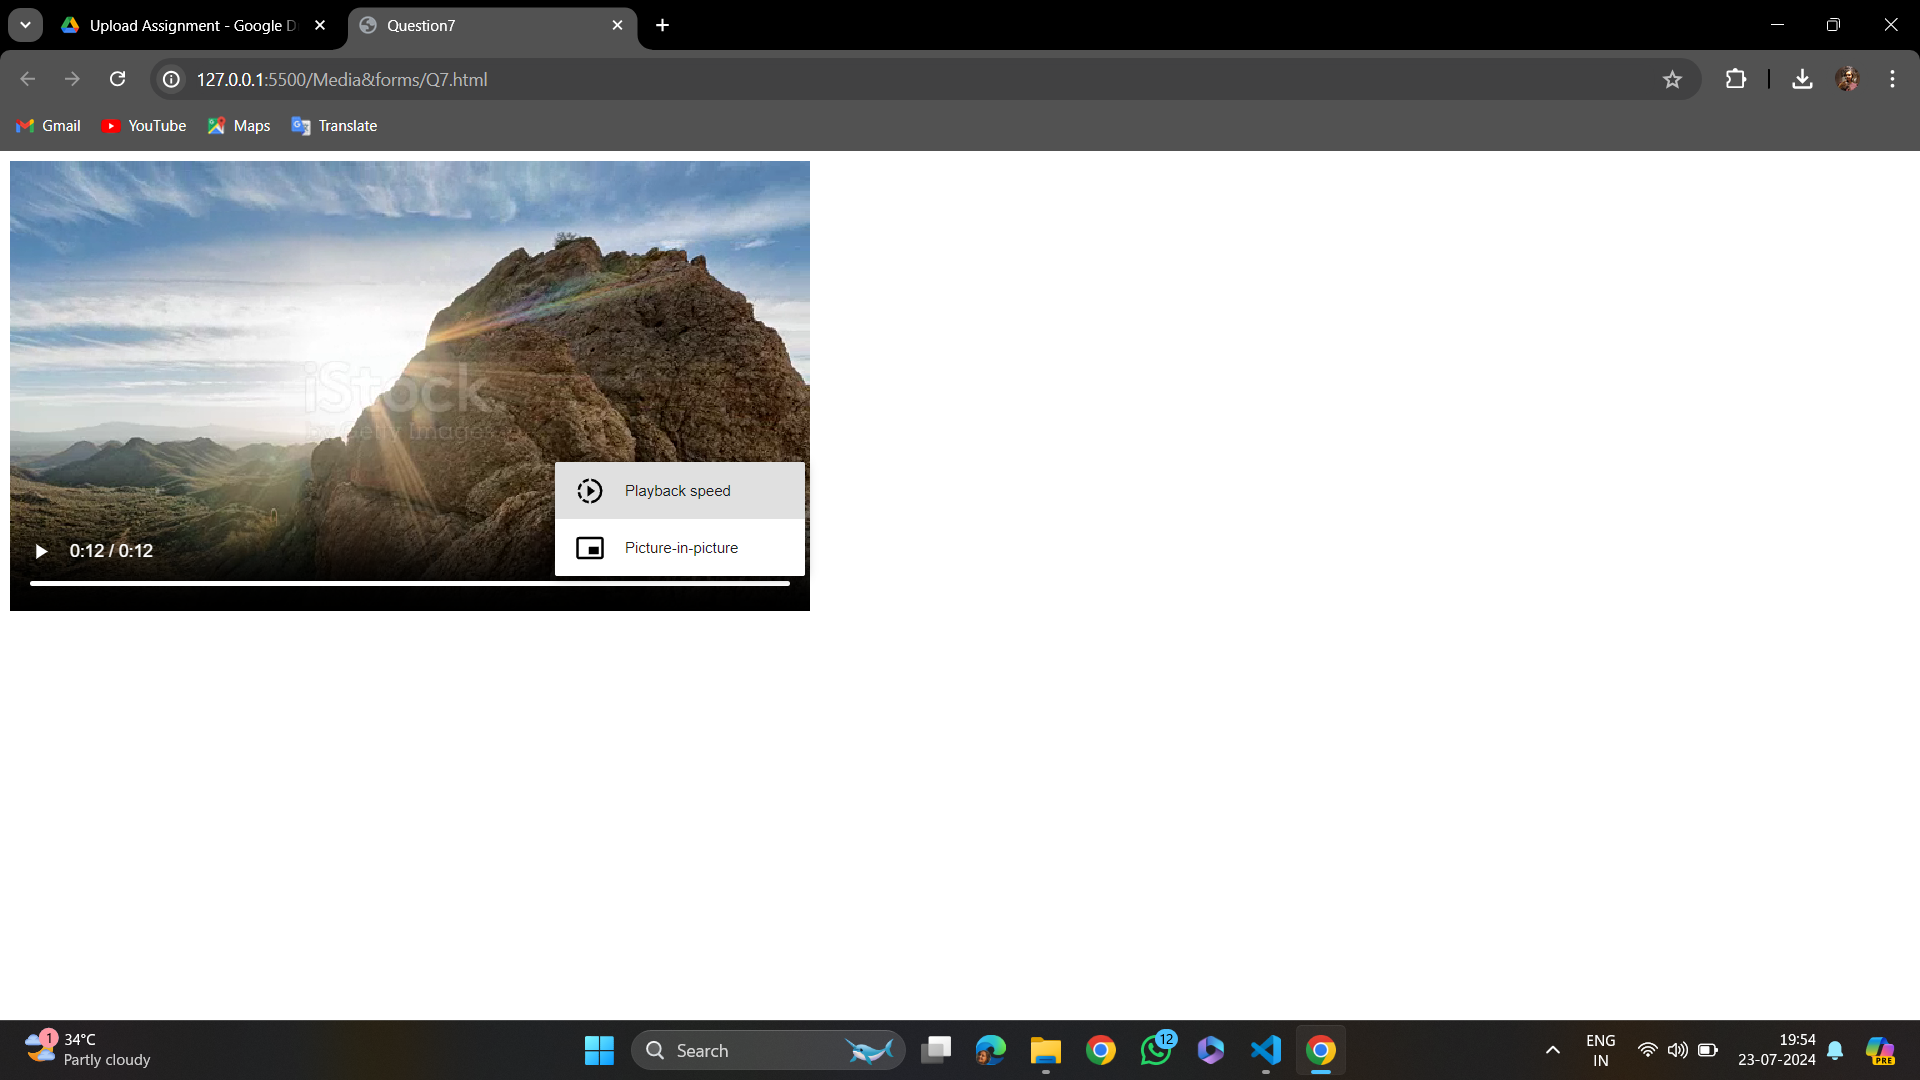 Upload Assignment - Google D
Question7
127.0.0.1:5500/Media&forms/Q7.html
Gmail
YouTube
Maps
Translate
iStock
by Getty Images
Playback speed
Picture-in-picture
0:12 / 0:12
1
34°C
Partly cloudy
Search
12
ENG
IN
19:54
23-07-2024
PRE